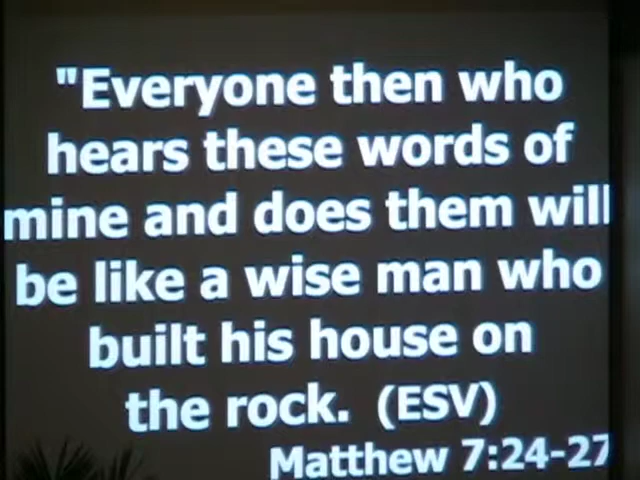 "Everyone then who
hears these words of
mine and does them will
be like a wise man who
built his house on
the rock. (ESV)
Matthew 7:24-27